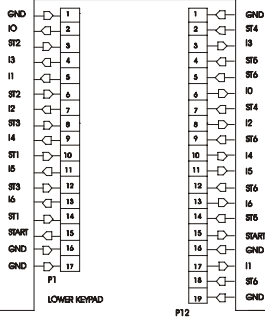 GND 1 1 GND
IO 2 2 ST4
ST2 3 3 I3
I3 4 4 ST5
I1 5 5 ST6
ST2 6 6 IO
I2 7 7 ST4
ST3 8 8 I2
I4 9 9 ST6
ST1 10 10 I4
I5 11 11 I5
ST3 12 12 ST6
I6 13 13 I6
ST1 14 14 ST5
START 15 15 START
GND 16 16 GND
GND 17 17 I1
P1 18 ST6
LOWER KEYPAD 19 GND
P12